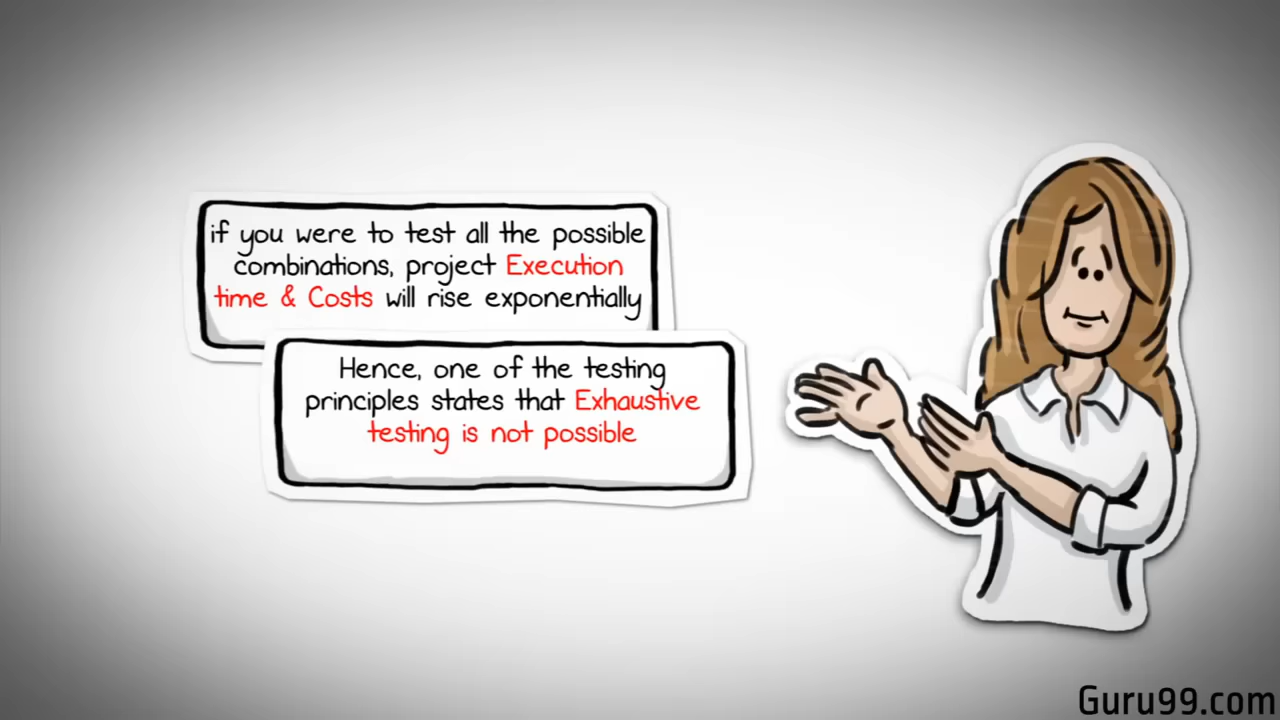 if you were to test all the possible
combinations, project Execution
time & Costs will rise exponentially
Hence, one of the testing
principles states that Exhaustive
testing is not possible
Guru99.com